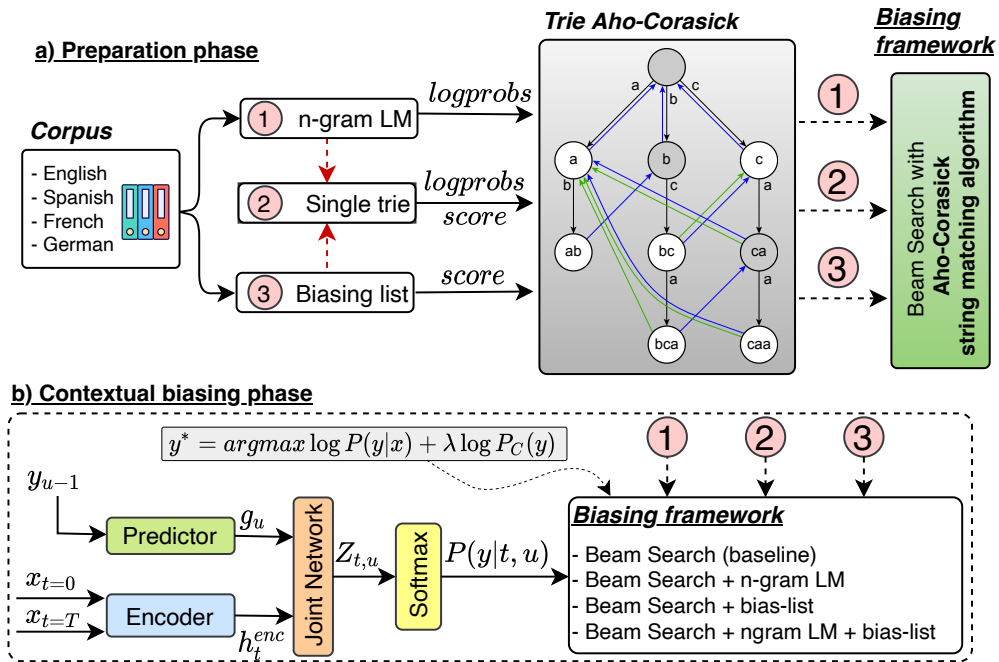 a) Preparation phase
Trie Aho-Corasick
Biasing
framework
Corpus
- English
- Spanish
- French
- German
1 n-gram LM
2 Single trie
3 Biasing list
logprobs
logprobs
score
score
a
b
c
a
b
c
b
c
a
ab
bc
ca
a
a
bca
caa
1
2
3
Beam Search with
Aho-Corasick
string matching algorithm
b) Contextual biasing phase
y* = argmax log P(y|x) + λ log P_C(y)
1
2
3
y_{u−1}
Predictor
g_u
x_{t=0}
x_{t=T}
Encoder
h_t^{enc}
Joint Network
Z_{t,u}
Softmax
P(y|t, u)
Biasing framework
- Beam Search (baseline)
- Beam Search + n-gram LM
- Beam Search + bias-list
- Beam Search + ngram LM + bias-list